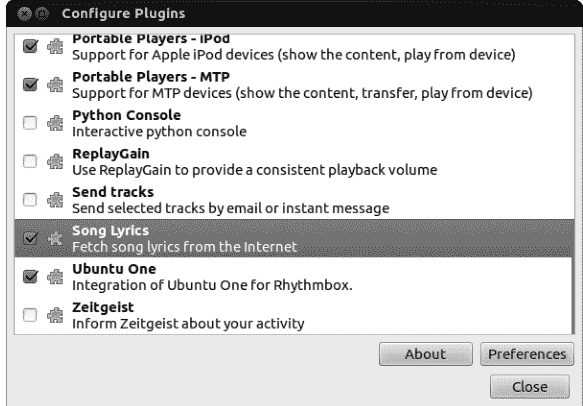 Configure Plugins
Portable Players - iPod
Support for Apple iPod devices (show the content, play from device)
Portable Players - MTP
Support for MTP devices (show the content, transfer, play from device)
Python Console
Interactive python console
ReplayGain
Use ReplayGain to provide a consistent playback volume
Send tracks
Send selected tracks by email or instant message
Song Lyrics
Fetch song lyrics from the Internet
Ubuntu One
Integration of Ubuntu One for Rhythmbox.
Zeitgeist
Inform Zeitgeist about your activity
About
Preferences
Close